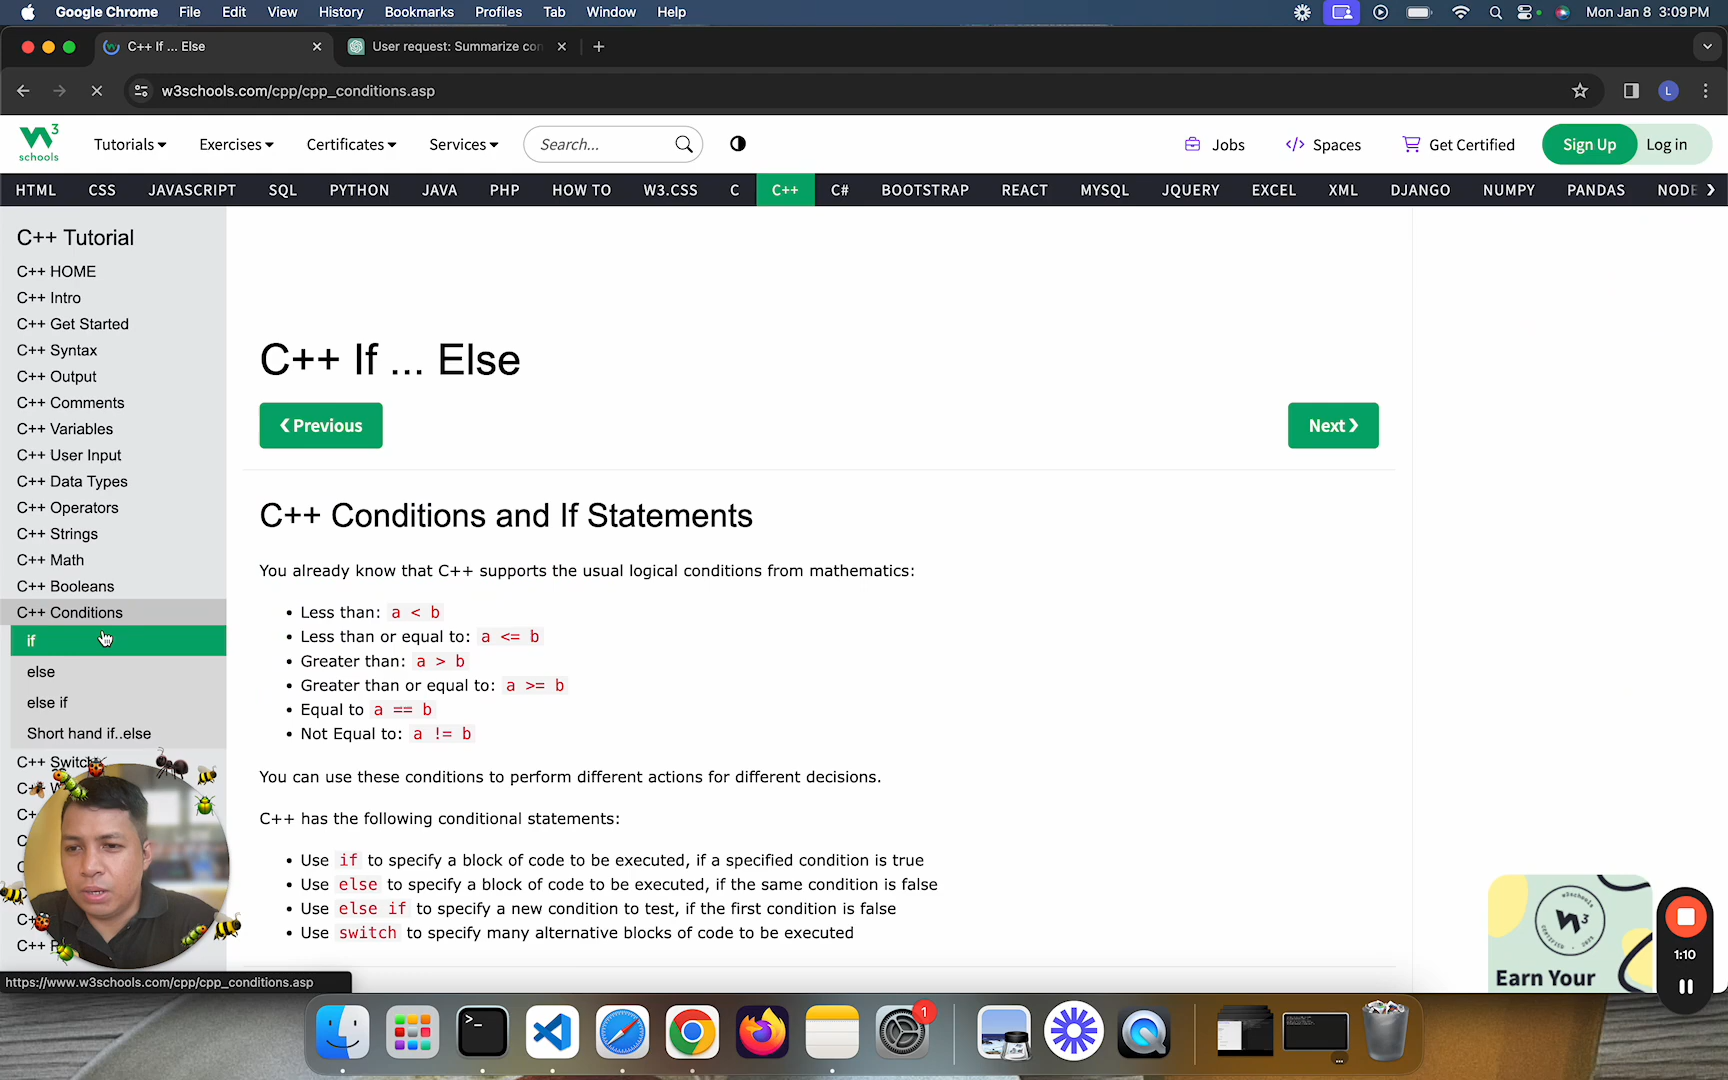 Google Chrome File Edit View History Bookmarks Profiles Tab Window Help Mon Jan 8 3:09 PM
C++ If ... Else User request: Summarize con
w3schools.com/cpp/cpp_conditions.asp L
W3 schools Tutorials Exercises Certificates Services Search... Jobs </> Spaces Get Certified Sign Up Log in
HTML CSS JAVASCRIPT SQL PYTHON JAVA PHP HOW TO W3.CSS C C++ C# BOOTSTRAP REACT MYSQL JQUERY EXCEL XML DJANGO NUMPY PANDAS NODE
C++ Tutorial
C++ HOME
C++ Intro
C++ Get Started
C++ Syntax
C++ Output
C++ Comments
C++ Variables
C++ User Input
C++ Data Types
C++ Operators
C++ Strings
C++ Math
C++ Booleans
C++ Conditions
if
else
else if
Short hand if..else
C++ Switch
https://www.w3schools.com/cpp/cpp_conditions.asp
C++ If ... Else
❮ Previous
Next ❯
C++ Conditions and If Statements
You already know that C++ supports the usual logical conditions from mathematics:
• Less than: a < b
• Less than or equal to: a <= b
• Greater than: a > b
• Greater than or equal to: a >= b
• Equal to a == b
• Not Equal to: a != b
You can use these conditions to perform different actions for different decisions.
C++ has the following conditional statements:
• Use if to specify a block of code to be executed, if a specified condition is true
• Use else to specify a block of code to be executed, if the same condition is false
• Use else if to specify a new condition to test, if the first condition is false
• Use switch to specify many alternative blocks of code to be executed
Earn Your
1:10
1